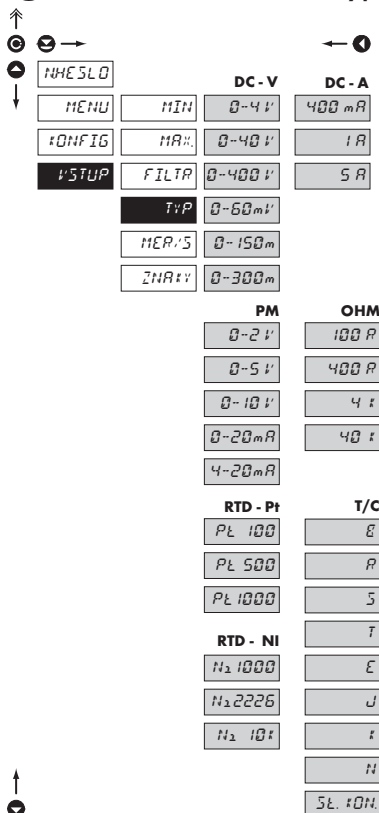 NHESLO
DC - V DC - A
MENU MIN 0-4 V 400 mA
KONFIG MAX. 0-40 V 1 A
VSTUP FILTR 0-400 V 5 A
TYP 0-60mV
MER/S 0-150m
ZNAKY 0-300m
PM OHM
0-2 V 100 R
0-5 V 400 R
0-10 V 4 K
0-20mA 40 K
4-20mA
RTD - Pt T/C
Pt 100 B
Pt 500 R
Pt 1000 S
RTD - NI T
Ni 1000 E
Ni 2226 J
Ni 10K K
N
St. KON.